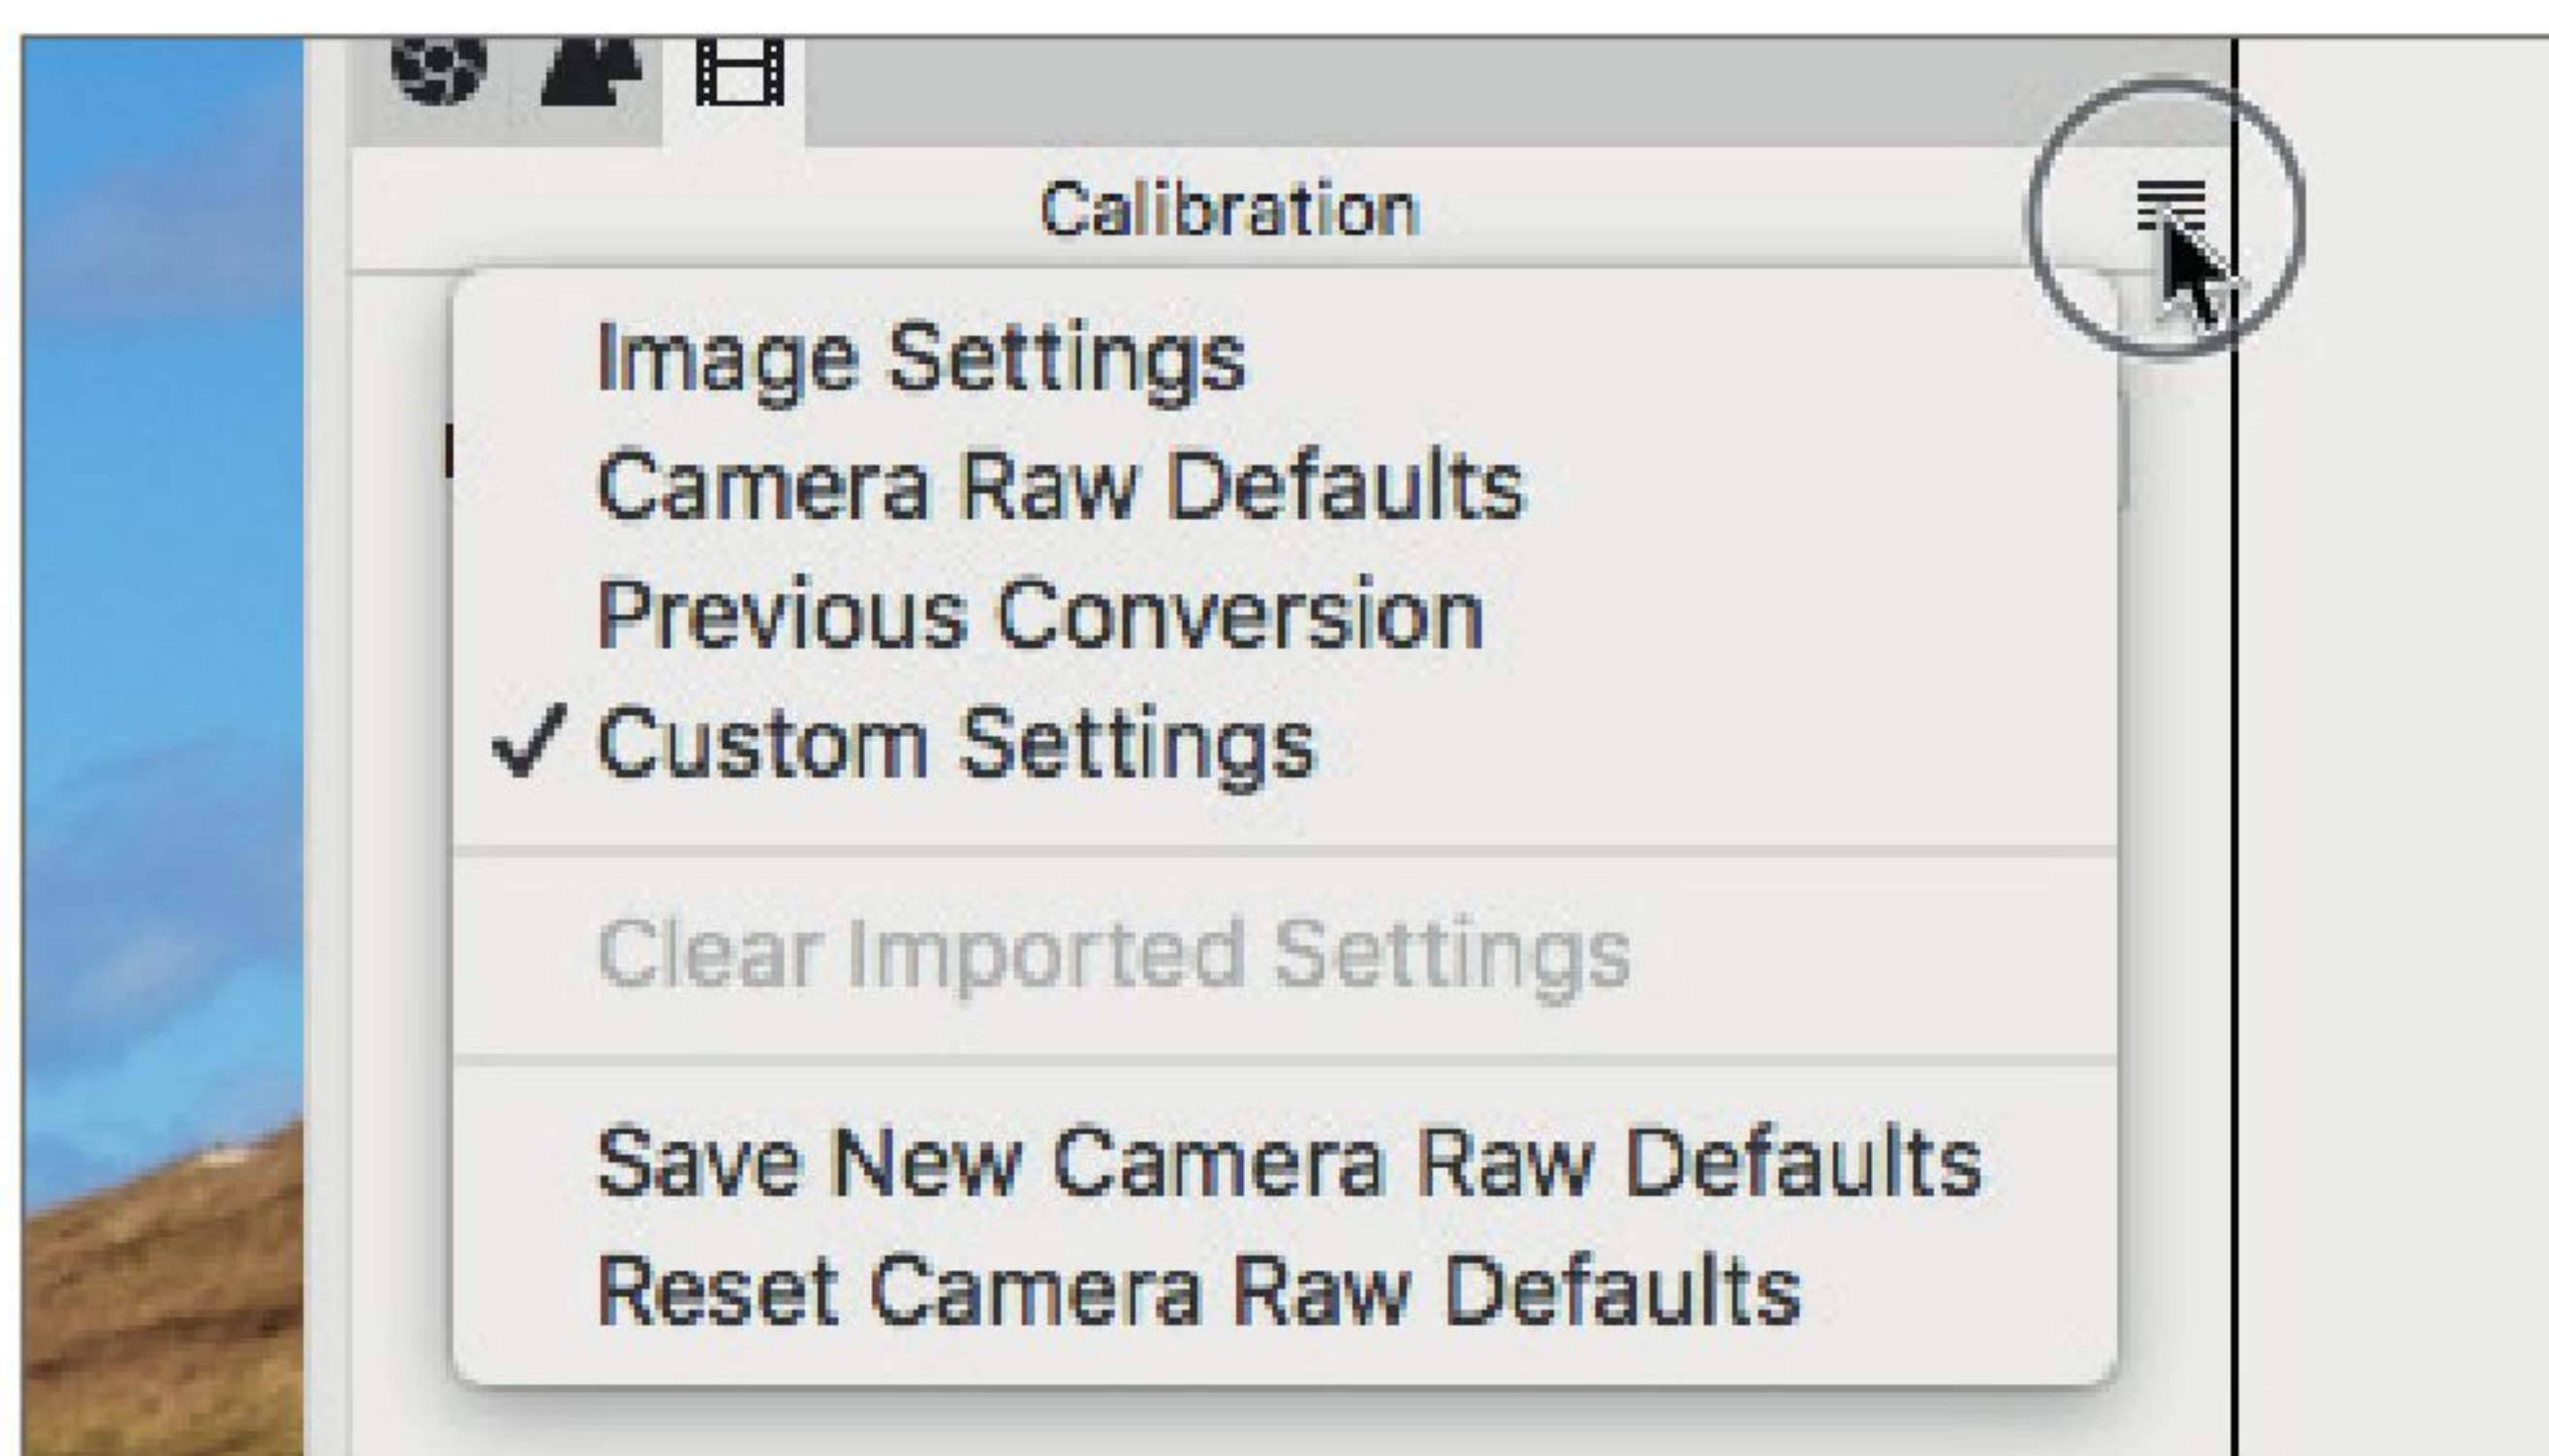 Calibration
Image Settings
Camera Raw Defaults
Previous Conversion
Custom Settings
Clear Imported Settings
Save New Camera Raw Defaults
Reset Camera Raw Defaults